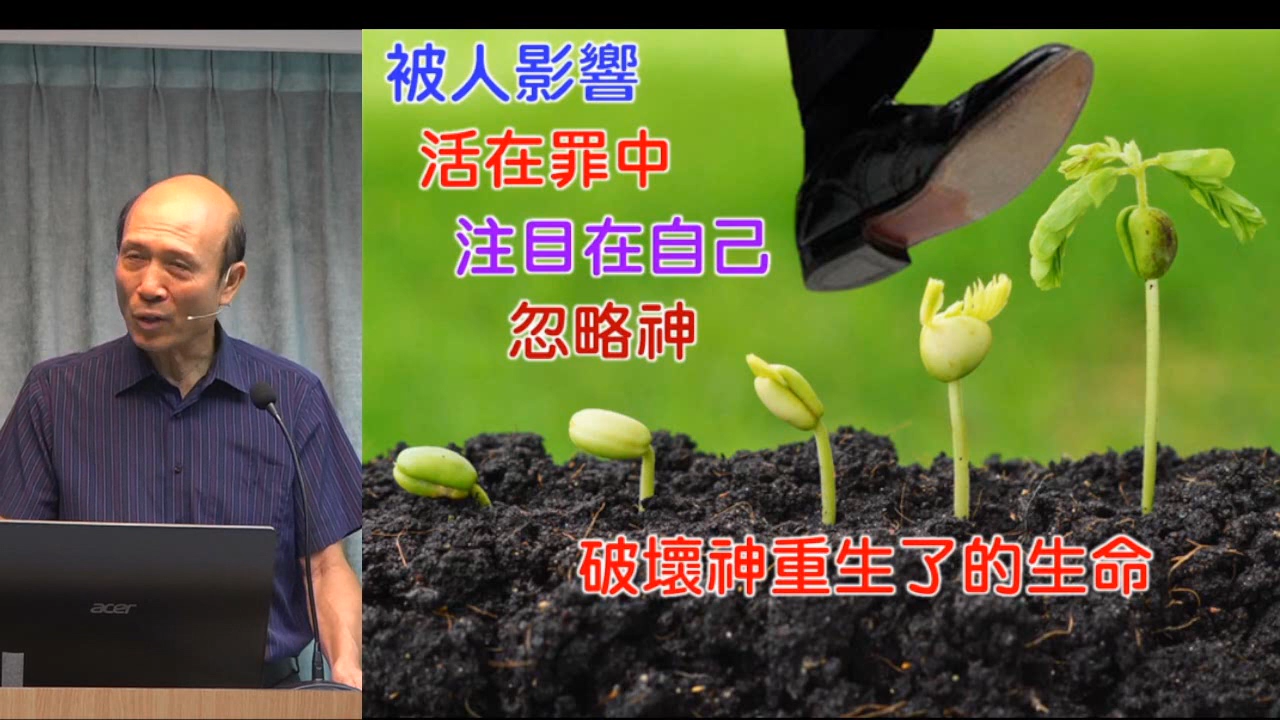 被人影響
活在罪中
注目在自己
忽略神
破壞神重生了的生命
acer